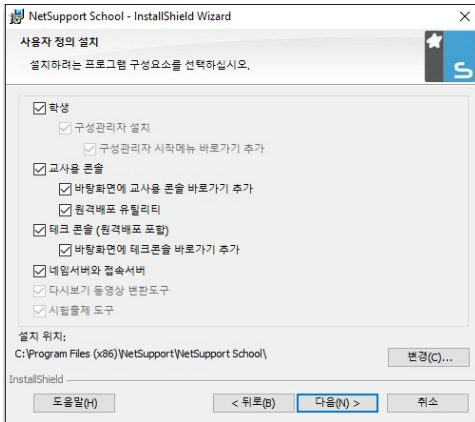 NetSupport School - InstallShield Wizard
사용자 정의 설치
설치하려는 프로그램 구성요소를 선택하십시오.
S
학생
구성관리자 설치
구성관리자 시작메뉴 바로가기 추가
교사용 콘솔
바탕화면에 교사용 콘솔 바로가기 추가
원격배포 유틸리티
테크 콘솔 (원격배포 포함)
바탕화면에 테크콘솔 바로가기 추가
네임서버와 접속서버
다시보기 동영상 변환도구
시험출제 도구
설치 위치:
C:\Program Files (x86)\NetSupport\NetSupport School\
변경(C)...
InstallShield
도움말(H) < 뒤로(B) 다음(N) > 취소